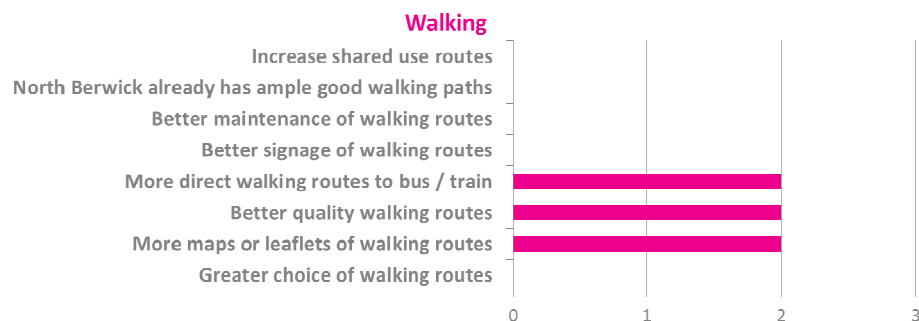 Walking
Increase shared use routes
North Berwick already has ample good walking paths
Better maintenance of walking routes
Better signage of walking routes
More direct walking routes to bus / train
Better quality walking routes
More maps or leaflets of walking routes
Greater choice of walking routes
0 1 2 3